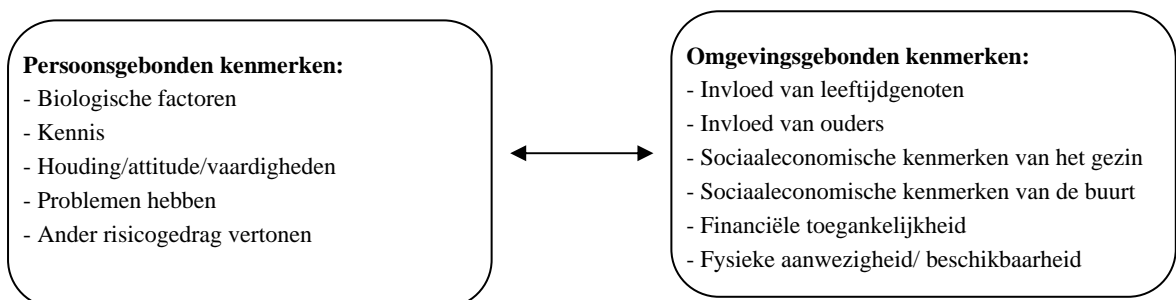 Persoonsgebonden kenmerken:
- Biologische factoren
- Kennis
- Houding/attitude/vaardigheden
- Problemen hebben
- Ander risicogedrag vertonen
Omgevingsgebonden kenmerken:
- Invloed van leeftijdgenoten
- Invloed van ouders
- Sociaaleconomische kenmerken van het gezin
- Sociaaleconomische kenmerken van de buurt
- Financiële toegankelijkheid
- Fysieke aanwezigheid/ beschikbaarheid